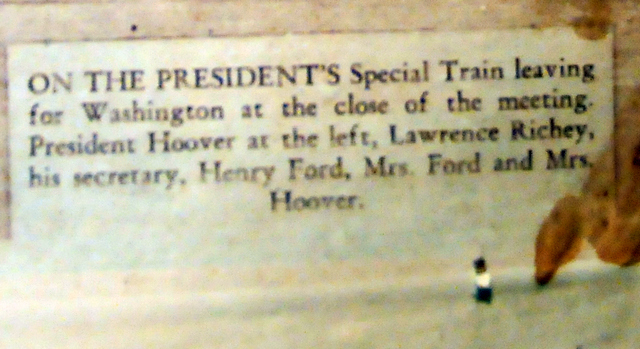 ON THE PRESIDENT'S Special Train leaving
for Washington at the close of the meeting.
President Hoover at the left, Lawrence Richey,
his secretary, Henry Ford, Mrs. Ford and Mrs.
Hoover.